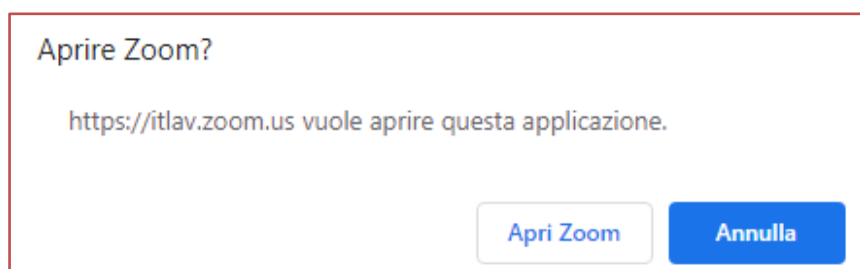 Aprire Zoom?
https://itlav.zoom.us vuole aprire questa applicazione.
Apri Zoom
Annulla